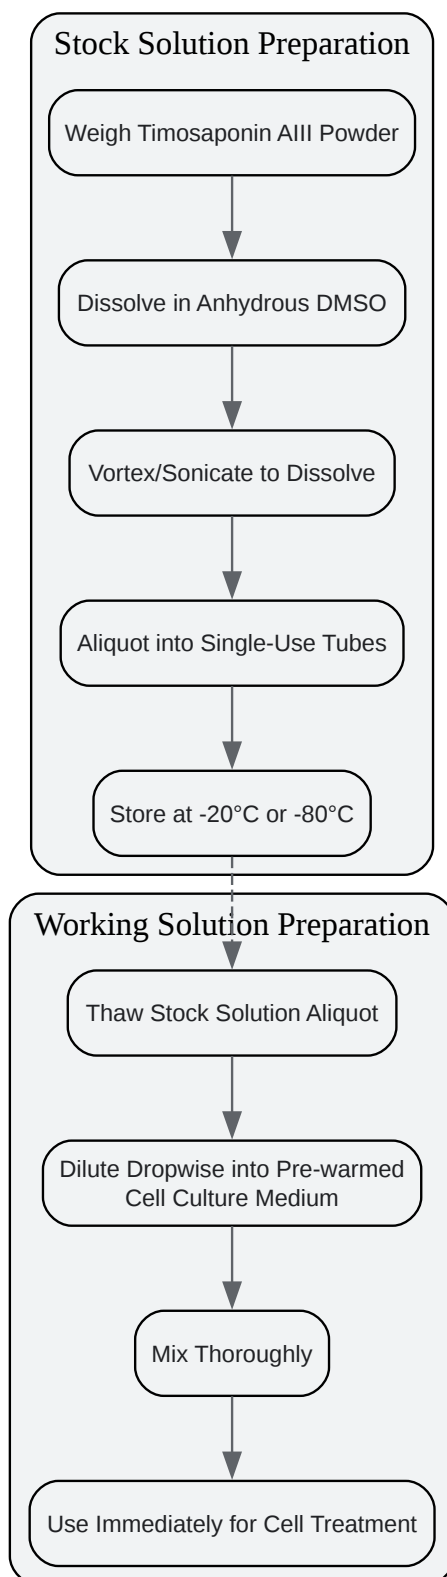 Stock Solution Preparation
Weigh Timosaponin AIII Powder
Dissolve in Anhydrous DMSO
Vortex/Sonicate to Dissolve
Aliquot into Single-Use Tubes
Store at -20°C or -80°C
Working Solution Preparation
Thaw Stock Solution Aliquot
Dilute Dropwise into Pre-warmed
Cell Culture Medium
Mix Thoroughly
Use Immediately for Cell Treatment